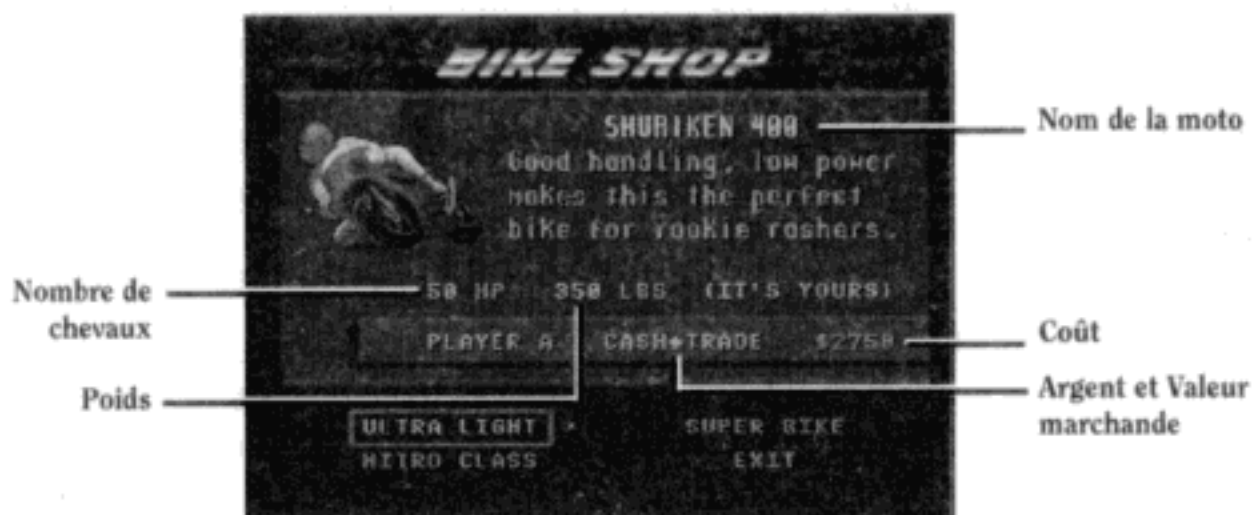 BIKE SHOP
SHURIKEN 400
Nom de la moto
Good handling, low power
makes this the perfect
bike for rookie rashers.
Nombre de
chevaux
50 HP 350 LBS (IT'S YOURS)
PLAYER A CASH+TRADE
Coût
Poids
Argent et Valeur
marchande
ULTRA LIGHT SUPER BIKE
NITRO CLASS EXIT